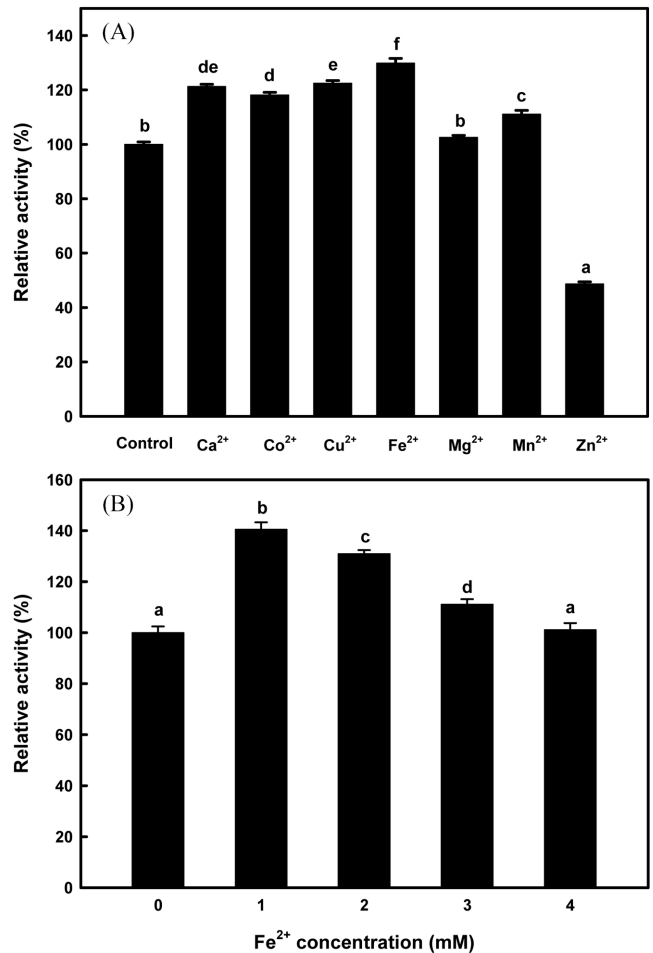 (A)
140
120
100
80
60
40
20
0
Relative activity (%)
b
de
d
e
f
b
c
a
Control Ca²⁺ Co²⁺ Cu²⁺ Fe²⁺ Mg²⁺ Mn²⁺ Zn²⁺
(B)
160
140
120
100
80
60
40
20
0
Relative activity (%)
a
b
c
d
a
0 1 2 3 4
Fe²⁺ concentration (mM)